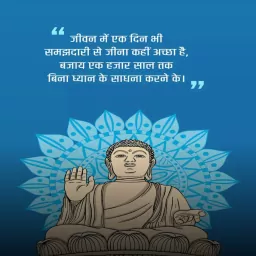 “ जीवन में एक दिन भी
समझदारी से जीना कहीं अच्छा है,
बजाय एक हजार साल तक
बिना ध्यान के साधना करने के। ”